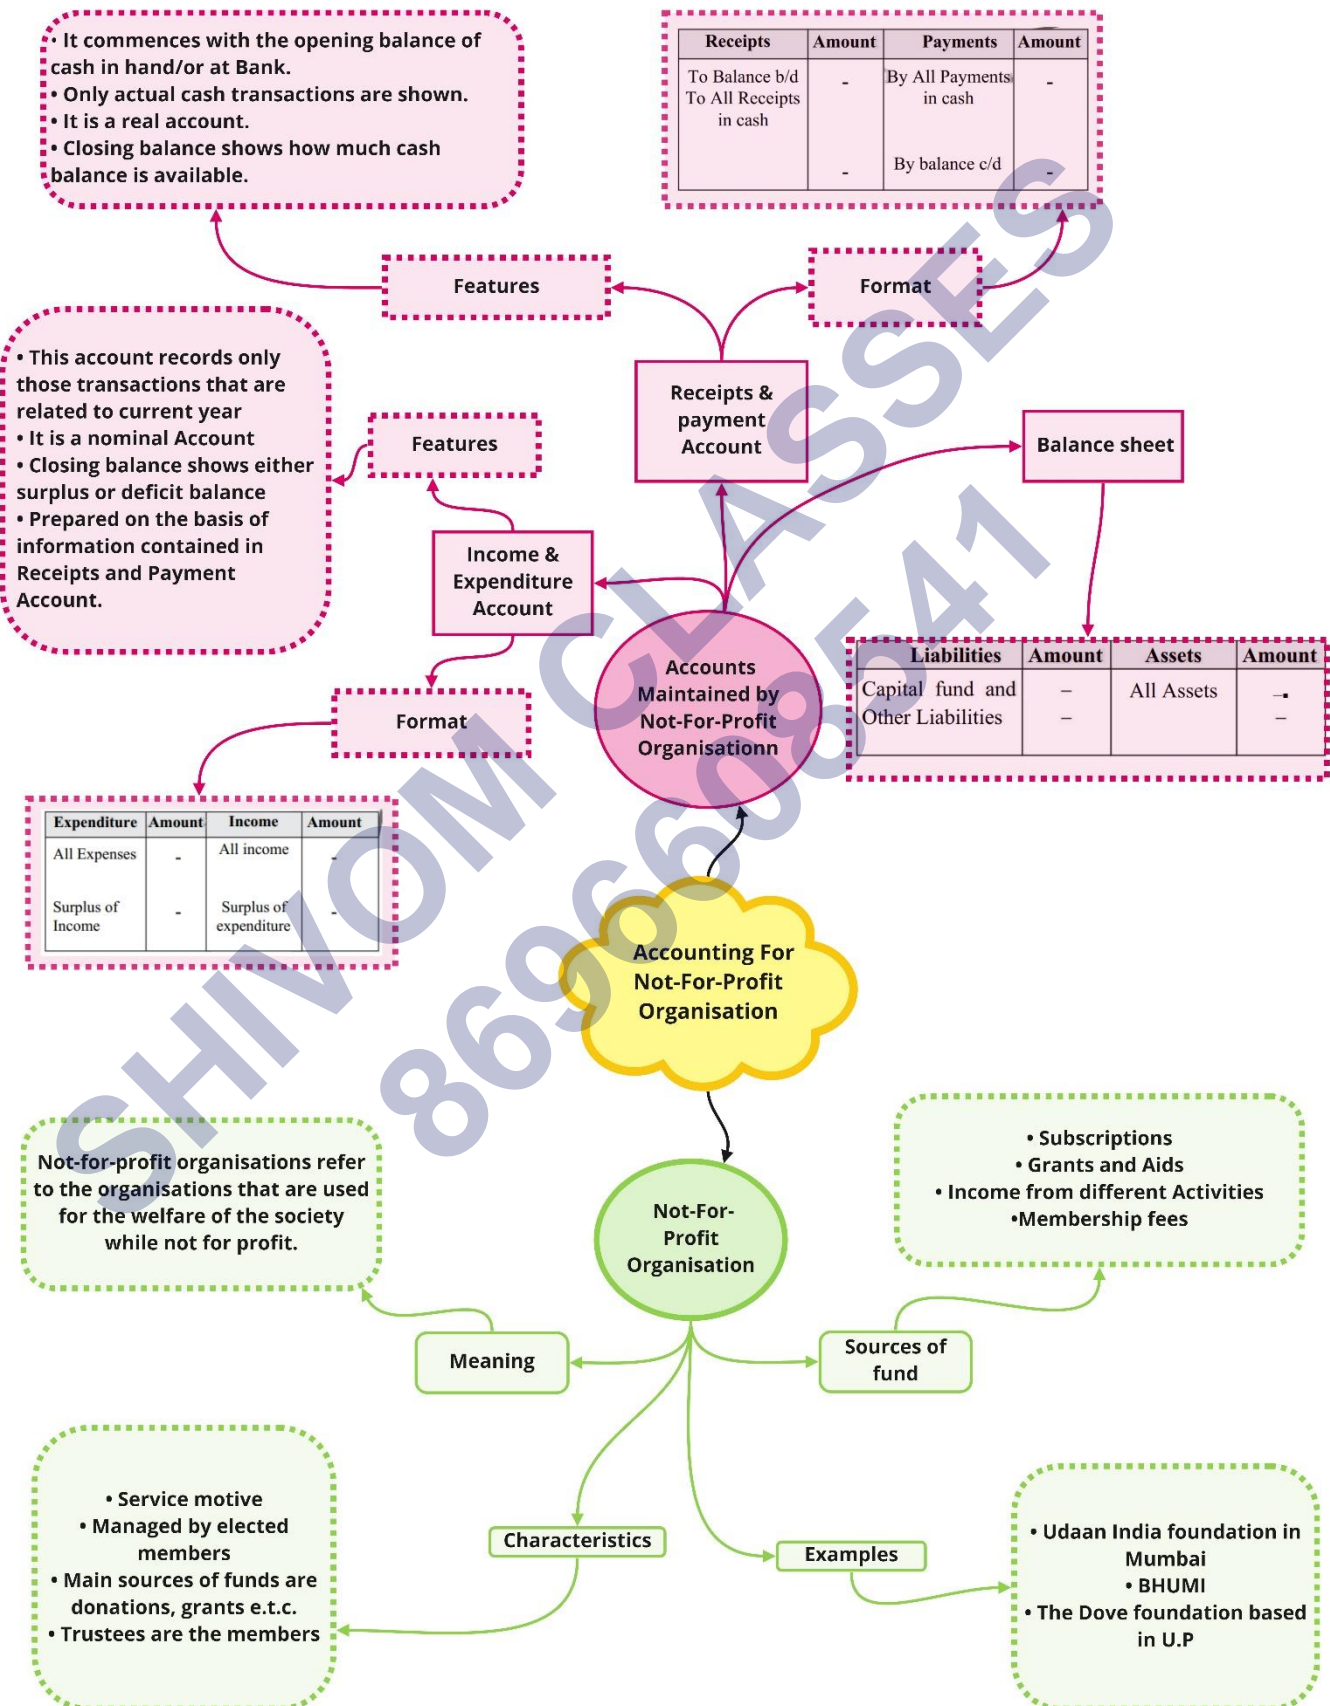 • It commences with the opening balance of
cash in hand/or at Bank.
• Only actual cash transactions are shown.
• It is a real account.
• Closing balance shows how much cash
balance is available.
Receipts Amount Payments Amount
To Balance b/d - By All Payments -
To All Receipts in cash
in cash
By balance c/d
- -
Features
Format
• This account records only
those transactions that are
related to current year
• It is a nominal Account
• Closing balance shows either
surplus or deficit balance
• Prepared on the basis of
information contained in
Receipts and Payment
Account.
Features
Receipts &
payment
Account
Balance sheet
Income &
Expenditure
Account
Format
Accounts
Maintained by
Not-For-Profit
Organisationn
Liabilities Amount Assets Amount
Capital fund and – All Assets –
Other Liabilities – –
Expenditure Amount Income Amount
All Expenses - All income -
Surplus of - Surplus of -
Income expenditure
Accounting For
Not-For-Profit
Organisation
SHIVOM CLASSES
8696608541
Not-for-profit organisations refer
to the organisations that are used
for the welfare of the society
while not for profit.
Not-For-
Profit
Organisation
• Subscriptions
• Grants and Aids
• Income from different Activities
•Membership fees
Meaning
Sources of
fund
• Service motive
• Managed by elected
members
• Main sources of funds are
donations, grants e.t.c.
• Trustees are the members
Characteristics
Examples
• Udaan India foundation in
Mumbai
• BHUMI
• The Dove foundation based
in U.P